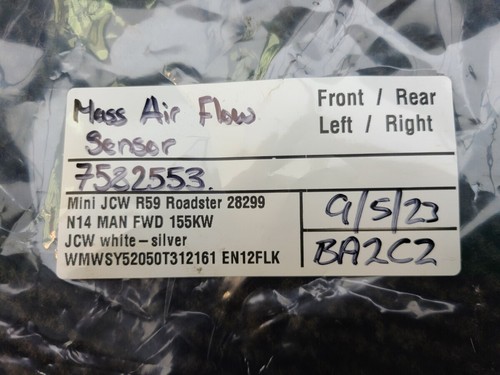 Mass Air Flow
Sensor
Front / Rear
Left / Right
7582553.
Mini JCW R59 Roadster 28299
N14 MAN FWD 155KW
JCW white-silver
WMWSY52050T312161 EN12FLK
9/5/23
BA2C2